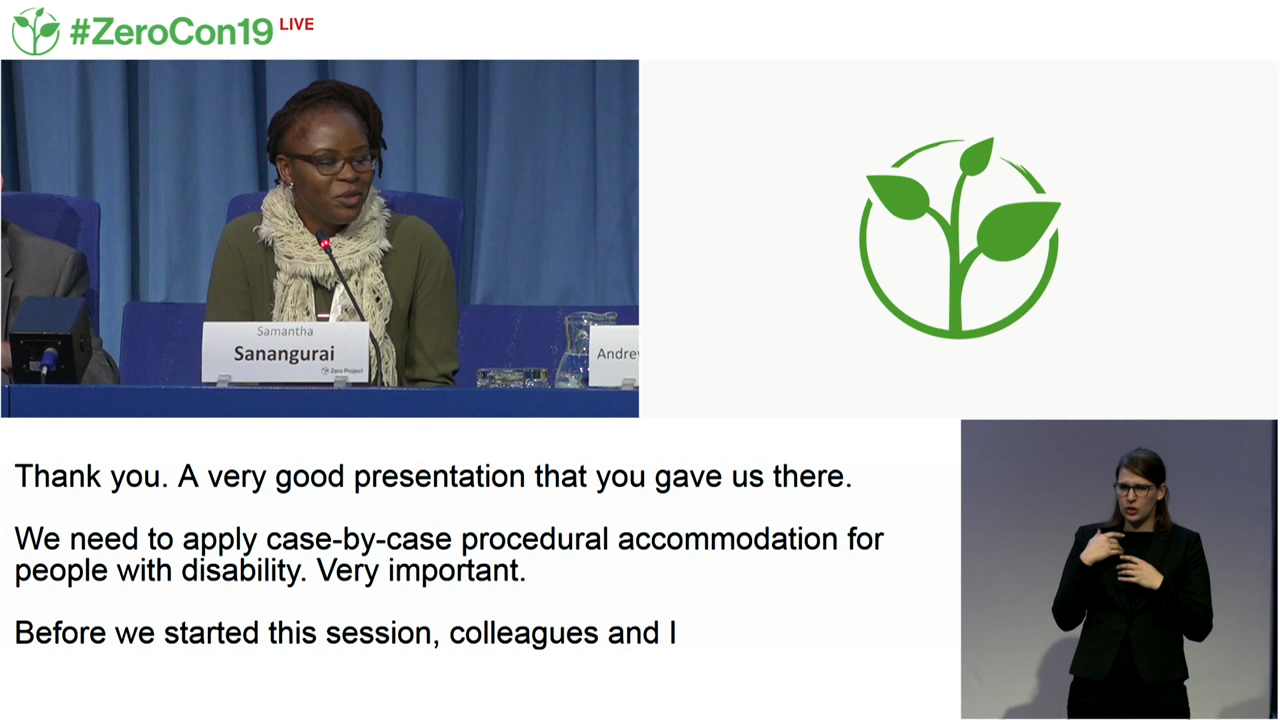 #ZeroCon19 LIVE
Samantha
Sanangurai
Zero Project
Andrew
Thank you. A very good presentation that you gave us there.
We need to apply case-by-case procedural accommodation for
people with disability. Very important.
Before we started this session, colleagues and I